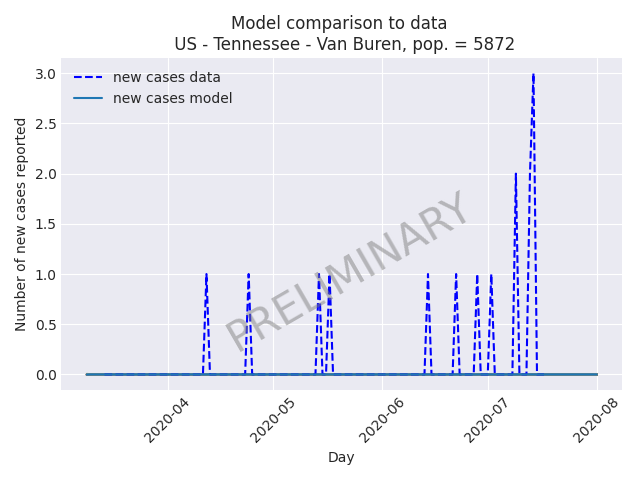 Model comparison to data
US - Tennessee - Van Buren, pop. = 5872
new cases data
new cases model
Number of new cases reported
3.0
2.5
2.0
1.5
1.0
0.5
0.0
PRELIMINARY
2020-04
2020-05
2020-06
2020-07
2020-08
Day